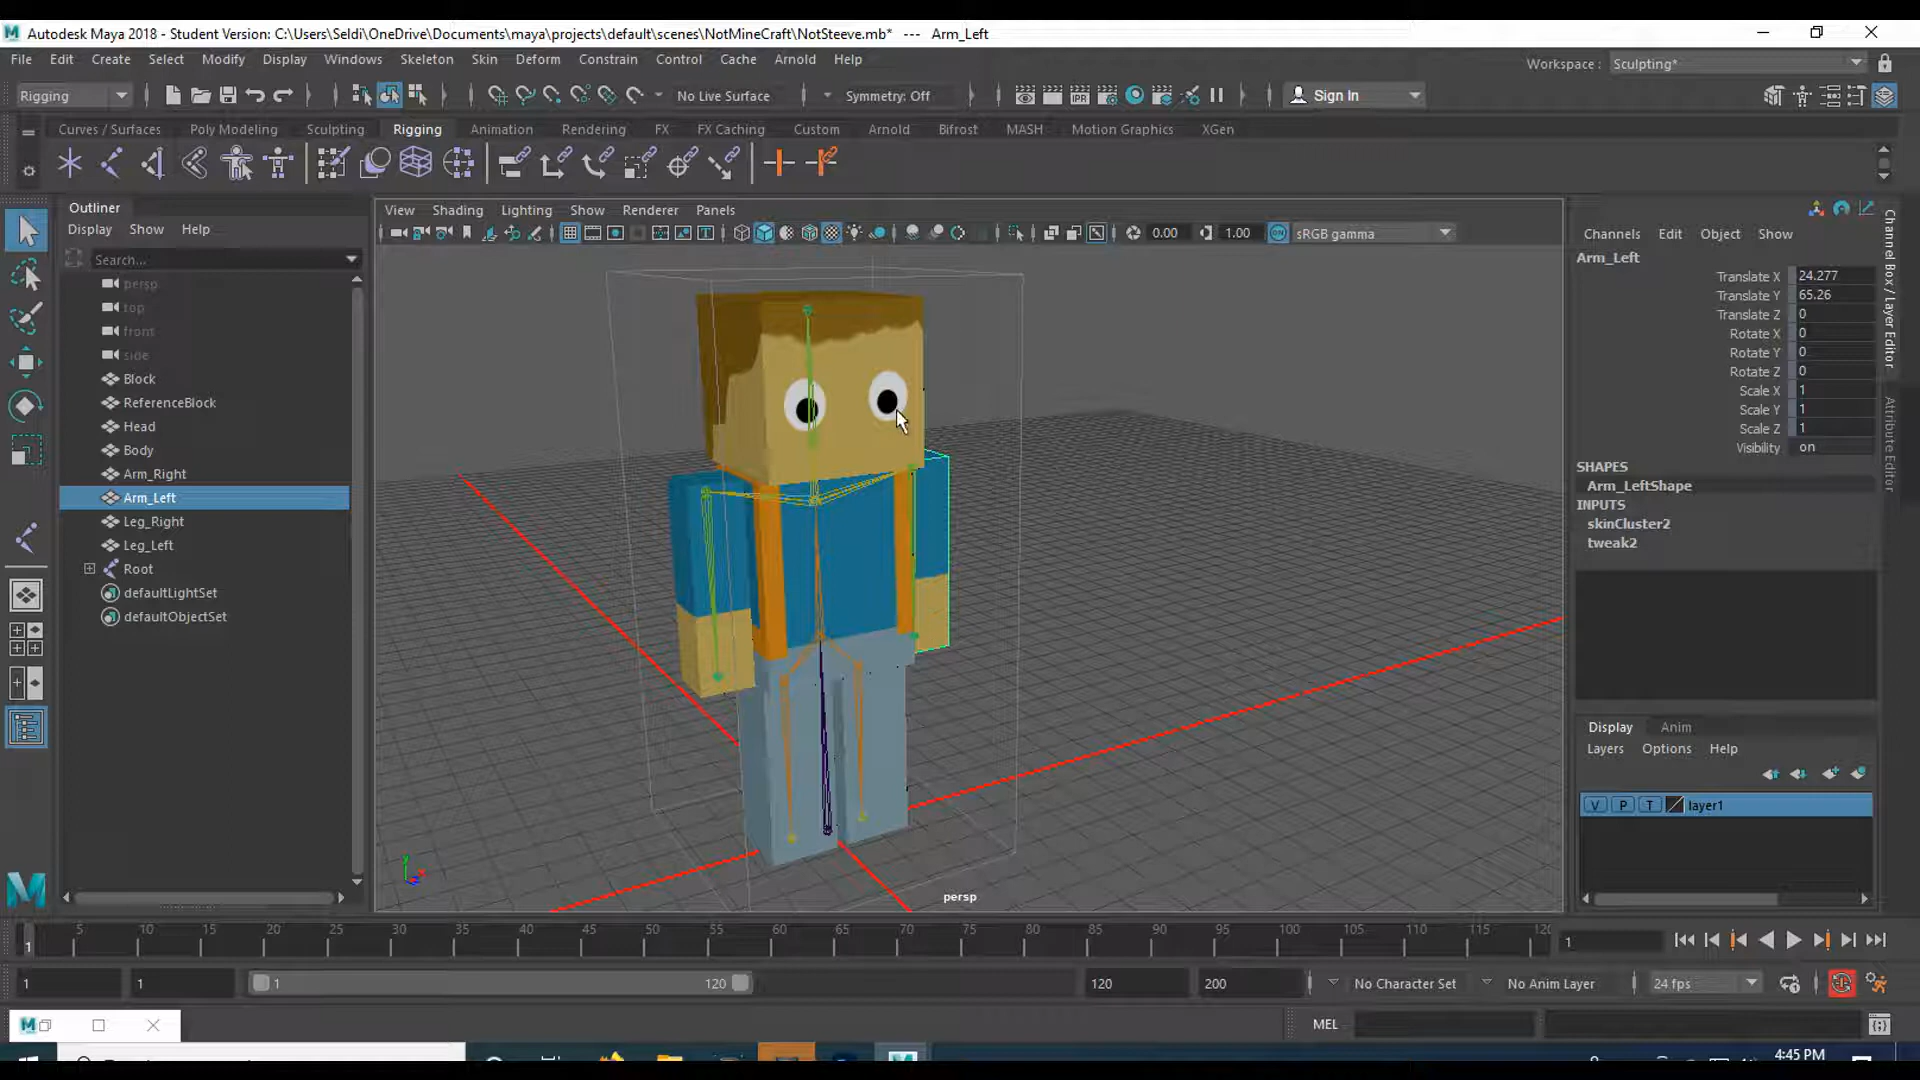 Autodesk Maya 2018 - Student Version: C:\Users\Seldi\OneDrive\Documents\maya\projects\default\scenes\NotMineCraft\NotSteeve.mb* --- Arm_Left
File Edit Create Select Modify Display Windows Skeleton Skin Deform Constrain Control Cache Arnold Help
Workspace : Sculpting*
Rigging No Live Surface Symmetry: Off IPR Sign In
Curves / Surfaces Poly Modeling Sculpting Rigging Animation Rendering FX FX Caching Custom Arnold Bifrost MASH Motion Graphics XGen
Outliner
Display Show Help
Search...
persp
top
front
side
Block
ReferenceBlock
Head
Body
Arm_Right
Arm_Left
Leg_Right
Leg_Left
Root
defaultLightSet
defaultObjectSet
View Shading Lighting Show Renderer Panels
0.00 1.00 ON sRGB gamma
persp
Channels Edit Object Show
Arm_Left
Translate X 24.277
Translate Y 65.26
Translate Z 0
Rotate X 0
Rotate Y 0
Rotate Z 0
Scale X 1
Scale Y 1
Scale Z 1
Visibility on
SHAPES
Arm_LeftShape
INPUTS
skinCluster2
tweak2
Channel Box / Layer Editor
Attribute Editor
Display Anim
Layers Options Help
V P T layer1
1 5 10 15 20 25 30 35 40 45 50 55 60 65 70 75 80 85 90 95 100 105 110 115 120 1
1 1 1 120 120 200 No Character Set No Anim Layer 24 fps
MEL
4:45 PM